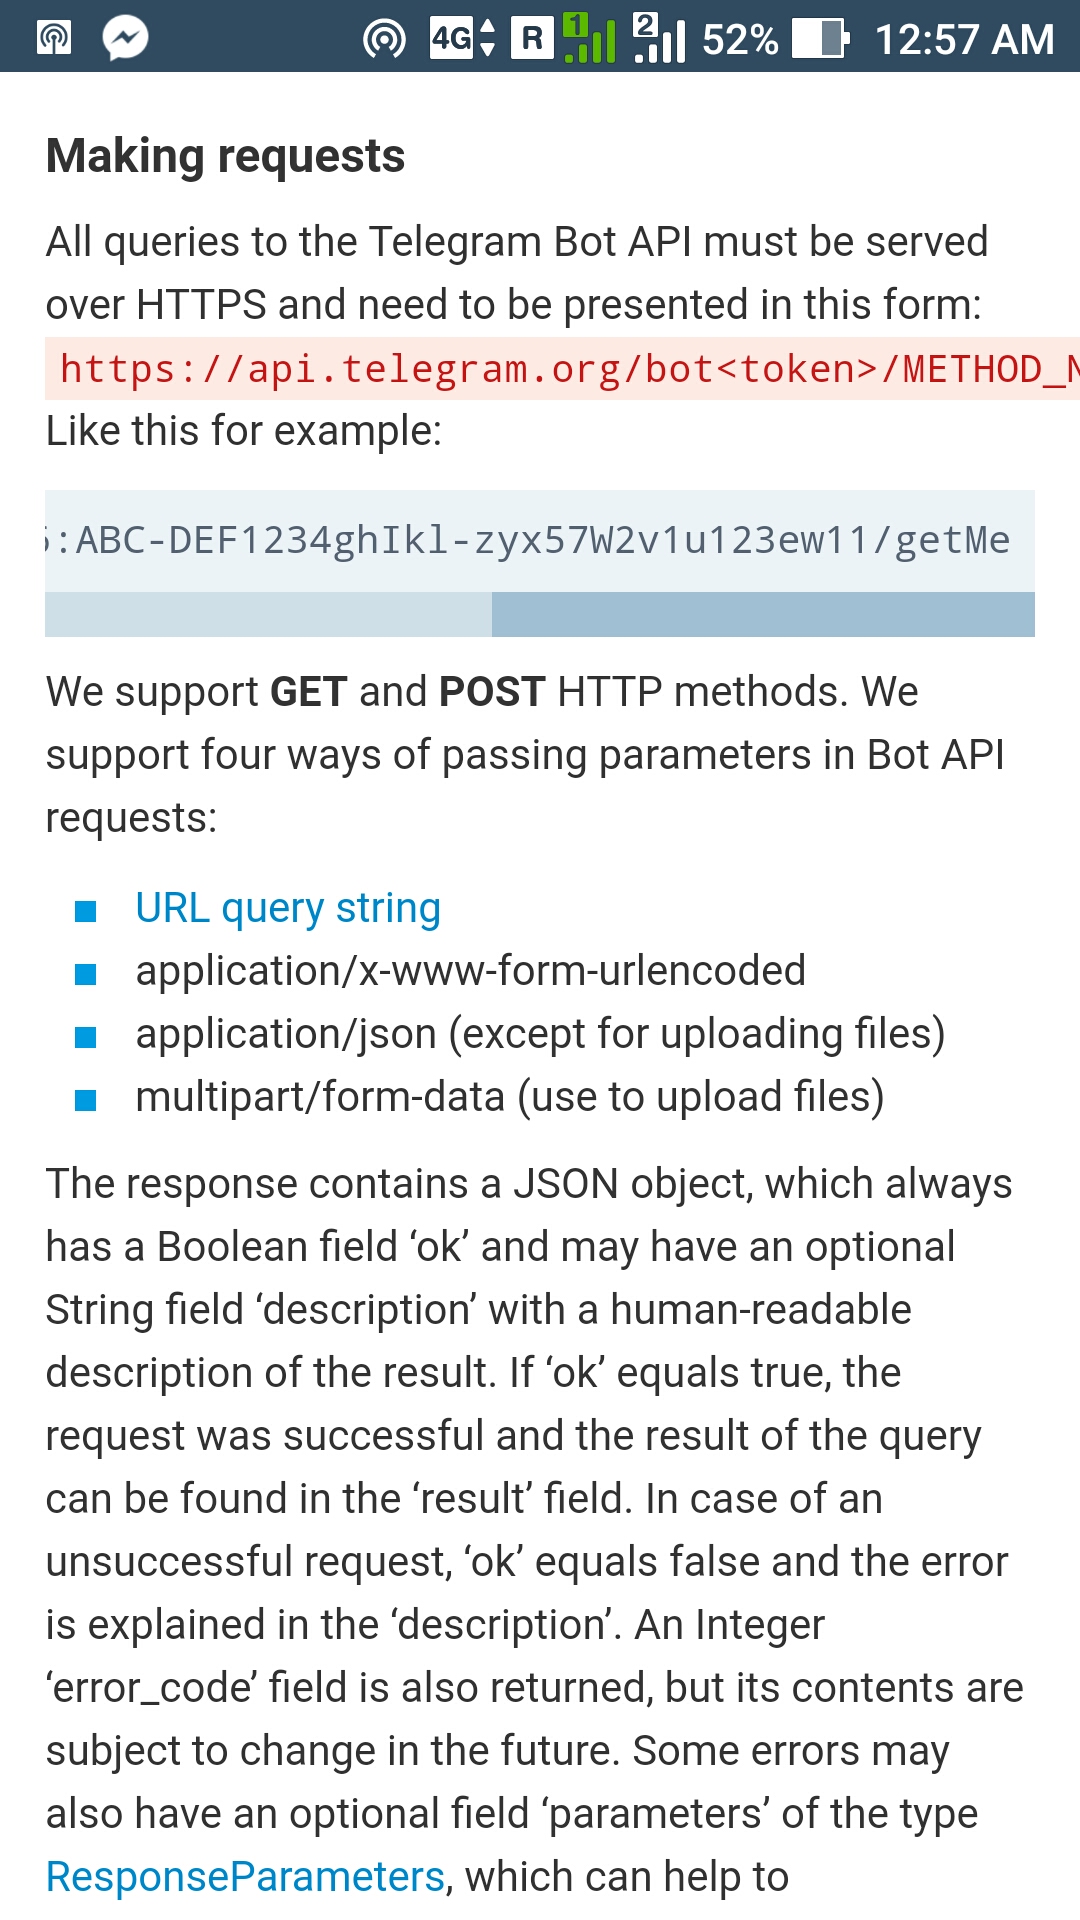 4G R 1 2 52% 12:57 AM
Making requests
All queries to the Telegram Bot API must be served
over HTTPS and need to be presented in this form:
https://api.telegram.org/bot<token>/METHOD_N
Like this for example:
:ABC-DEF1234ghIkl-zyx57W2v1u123ew11/getMe
We support GET and POST HTTP methods. We
support four ways of passing parameters in Bot API
requests:
URL query string
application/x-www-form-urlencoded
application/json (except for uploading files)
multipart/form-data (use to upload files)
The response contains a JSON object, which always
has a Boolean field ‘ok’ and may have an optional
String field ‘description’ with a human-readable
description of the result. If ‘ok’ equals true, the
request was successful and the result of the query
can be found in the ‘result’ field. In case of an
unsuccessful request, ‘ok’ equals false and the error
is explained in the ‘description’. An Integer
‘error_code’ field is also returned, but its contents are
subject to change in the future. Some errors may
also have an optional field ‘parameters’ of the type
ResponseParameters, which can help to